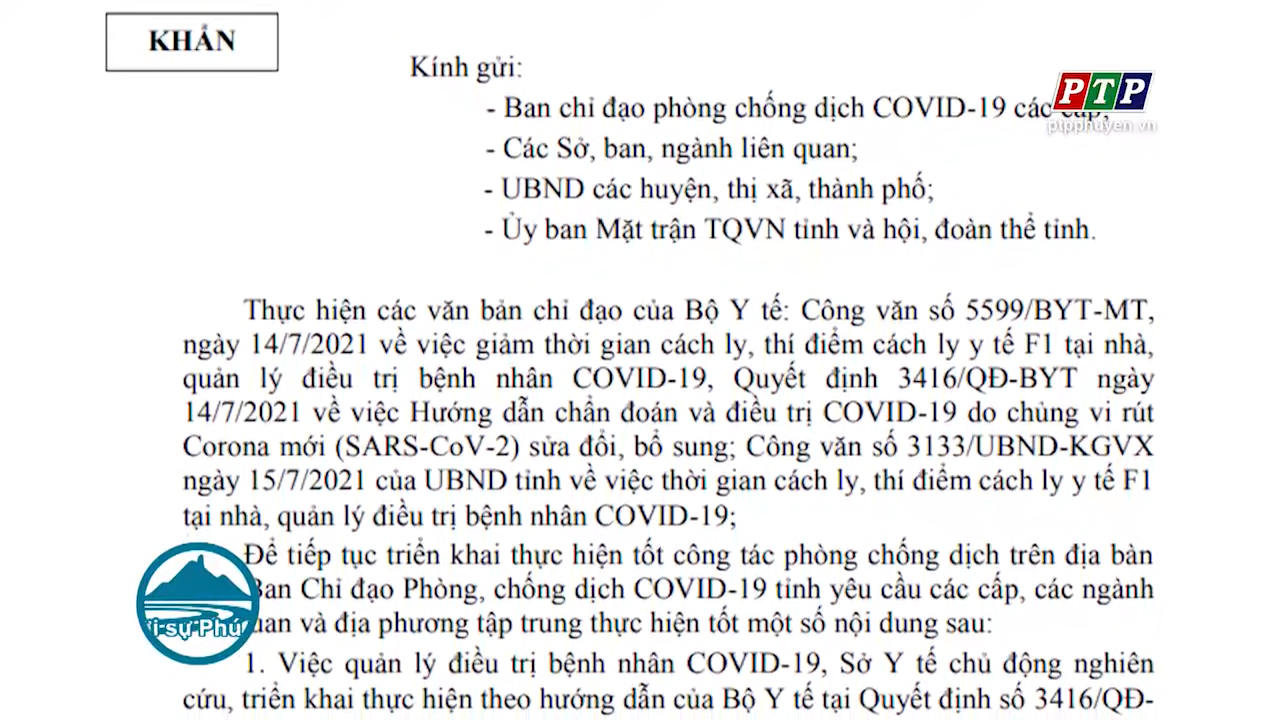 KHẨN
Kính gửi:
PTP
- Ban chỉ đạo phòng chống dịch COVID-19 các cấp;
ptpphuyen.vn
- Các Sở, ban, ngành liên quan;
- UBND các huyện, thị xã, thành phố;
- Ủy ban Mặt trận TQVN tỉnh và hội, đoàn thể tỉnh.
Thực hiện các văn bản chỉ đạo của Bộ Y tế: Công văn số 5599/BYT-MT,
ngày 14/7/2021 về việc giảm thời gian cách ly, thí điểm cách ly y tế F1 tại nhà,
quản lý điều trị bệnh nhân COVID-19, Quyết định 3416/QĐ-BYT ngày
14/7/2021 về việc Hướng dẫn chẩn đoán và điều trị COVID-19 do chủng vi rút
Corona mới (SARS-CoV-2) sửa đổi, bổ sung; Công văn số 3133/UBND-KGVX
ngày 15/7/2021 của UBND tỉnh về việc thời gian cách ly, thí điểm cách ly y tế F1
tại nhà, quản lý điều trị bệnh nhân COVID-19;
Để tiếp tục triển khai thực hiện tốt công tác phòng chống dịch trên địa bàn
Ban Chỉ đạo Phòng, chống dịch COVID-19 tỉnh yêu cầu các cấp, các ngành
uan và địa phương tập trung thực hiện tốt một số nội dung sau:
i sự Phú
1. Việc quản lý điều trị bệnh nhân COVID-19, Sở Y tế chủ động nghiên
cứu, triển khai thực hiện theo hướng dẫn của Bộ Y tế tại Quyết định số 3416/QĐ-